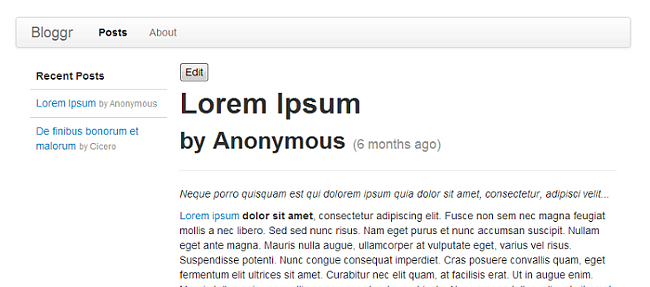 Bloggr Posts About
Recent Posts
Lorem Ipsum by Anonymous
De finibus bonorum et
malorum by Cicero
Edit
Lorem Ipsum
by Anonymous (6 months ago)
Neque porro quisquam est qui dolorem ipsum quia dolor sit amet, consectetur, adipisci velit...
Lorem ipsum dolor sit amet, consectetur adipiscing elit. Fusce non sem nec magna feugiat
mollis a nec libero. Sed sed nunc risus. Nam eget purus et nunc accumsan suscipit. Nullam
eget ante magna. Mauris nulla augue, ullamcorper at vulputate eget, varius vel risus.
Suspendisse potenti. Nunc congue consequat imperdiet. Cras posuere convallis quam, eget
fermentum elit ultrices sit amet. Curabitur nec elit quam, at facilisis erat. Ut in augue enim.